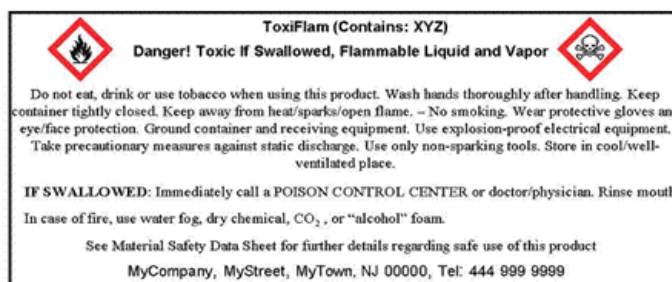 ToxiFlam (Contains: XYZ)
Danger! Toxic If Swallowed, Flammable Liquid and Vapor
Do not eat, drink or use tobacco when using this product. Wash hands thoroughly after handling. Keep
container tightly closed. Keep away from heat/sparks/open flame. – No smoking. Wear protective gloves an
eye/face protection. Ground container and receiving equipment. Use explosion-proof electrical equipment.
Take precautionary measures against static discharge. Use only non-sparking tools. Store in cool/well-
ventilated place.
IF SWALLOWED: Immediately call a POISON CONTROL CENTER or doctor/physician. Rinse mouth
In case of fire, use water fog, dry chemical, CO₂ , or “alcohol” foam.
See Material Safety Data Sheet for further details regarding safe use of this product
MyCompany, MyStreet, MyTown, NJ 00000, Tel: 444 999 9999